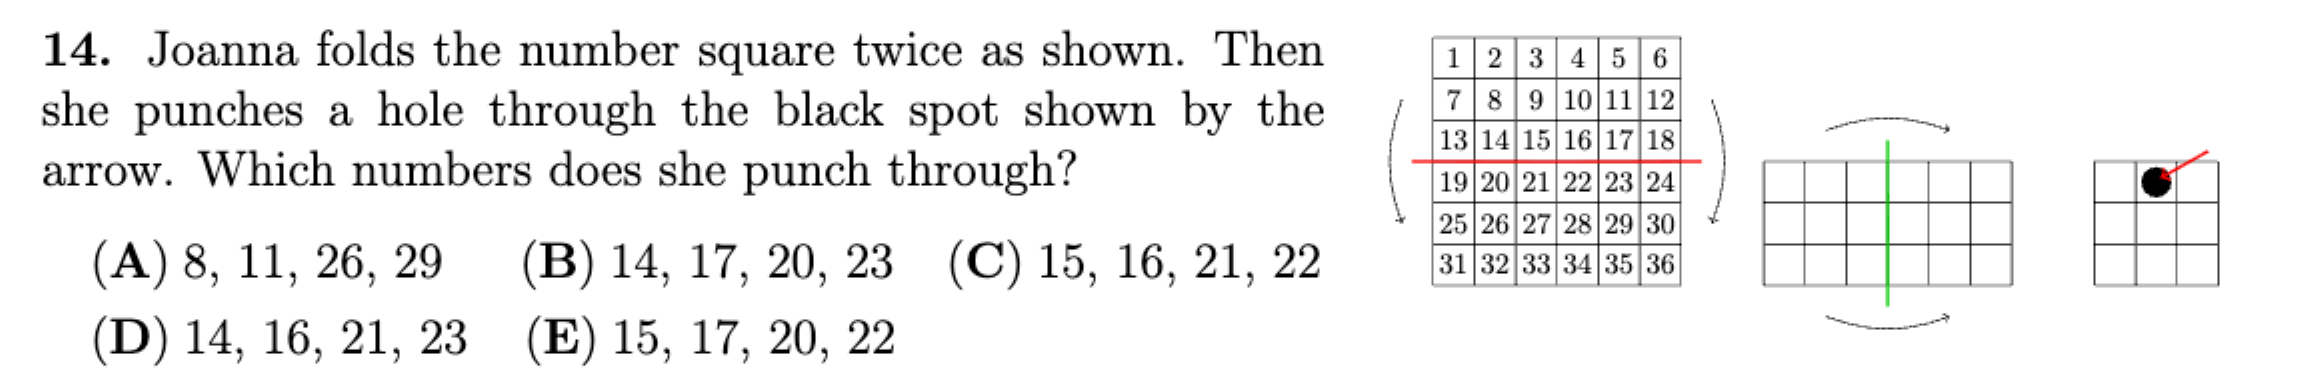 14. Joanna folds the number square twice as shown. Then
she punches a hole through the black spot shown by the
arrow. Which numbers does she punch through?
(A) 8, 11, 26, 29 (B) 14, 17, 20, 23 (C) 15, 16, 21, 22
(D) 14, 16, 21, 23 (E) 15, 17, 20, 22
1 2 3 4 5 6
7 8 9 10 11 12
13 14 15 16 17 18
19 20 21 22 23 24
25 26 27 28 29 30
31 32 33 34 35 36